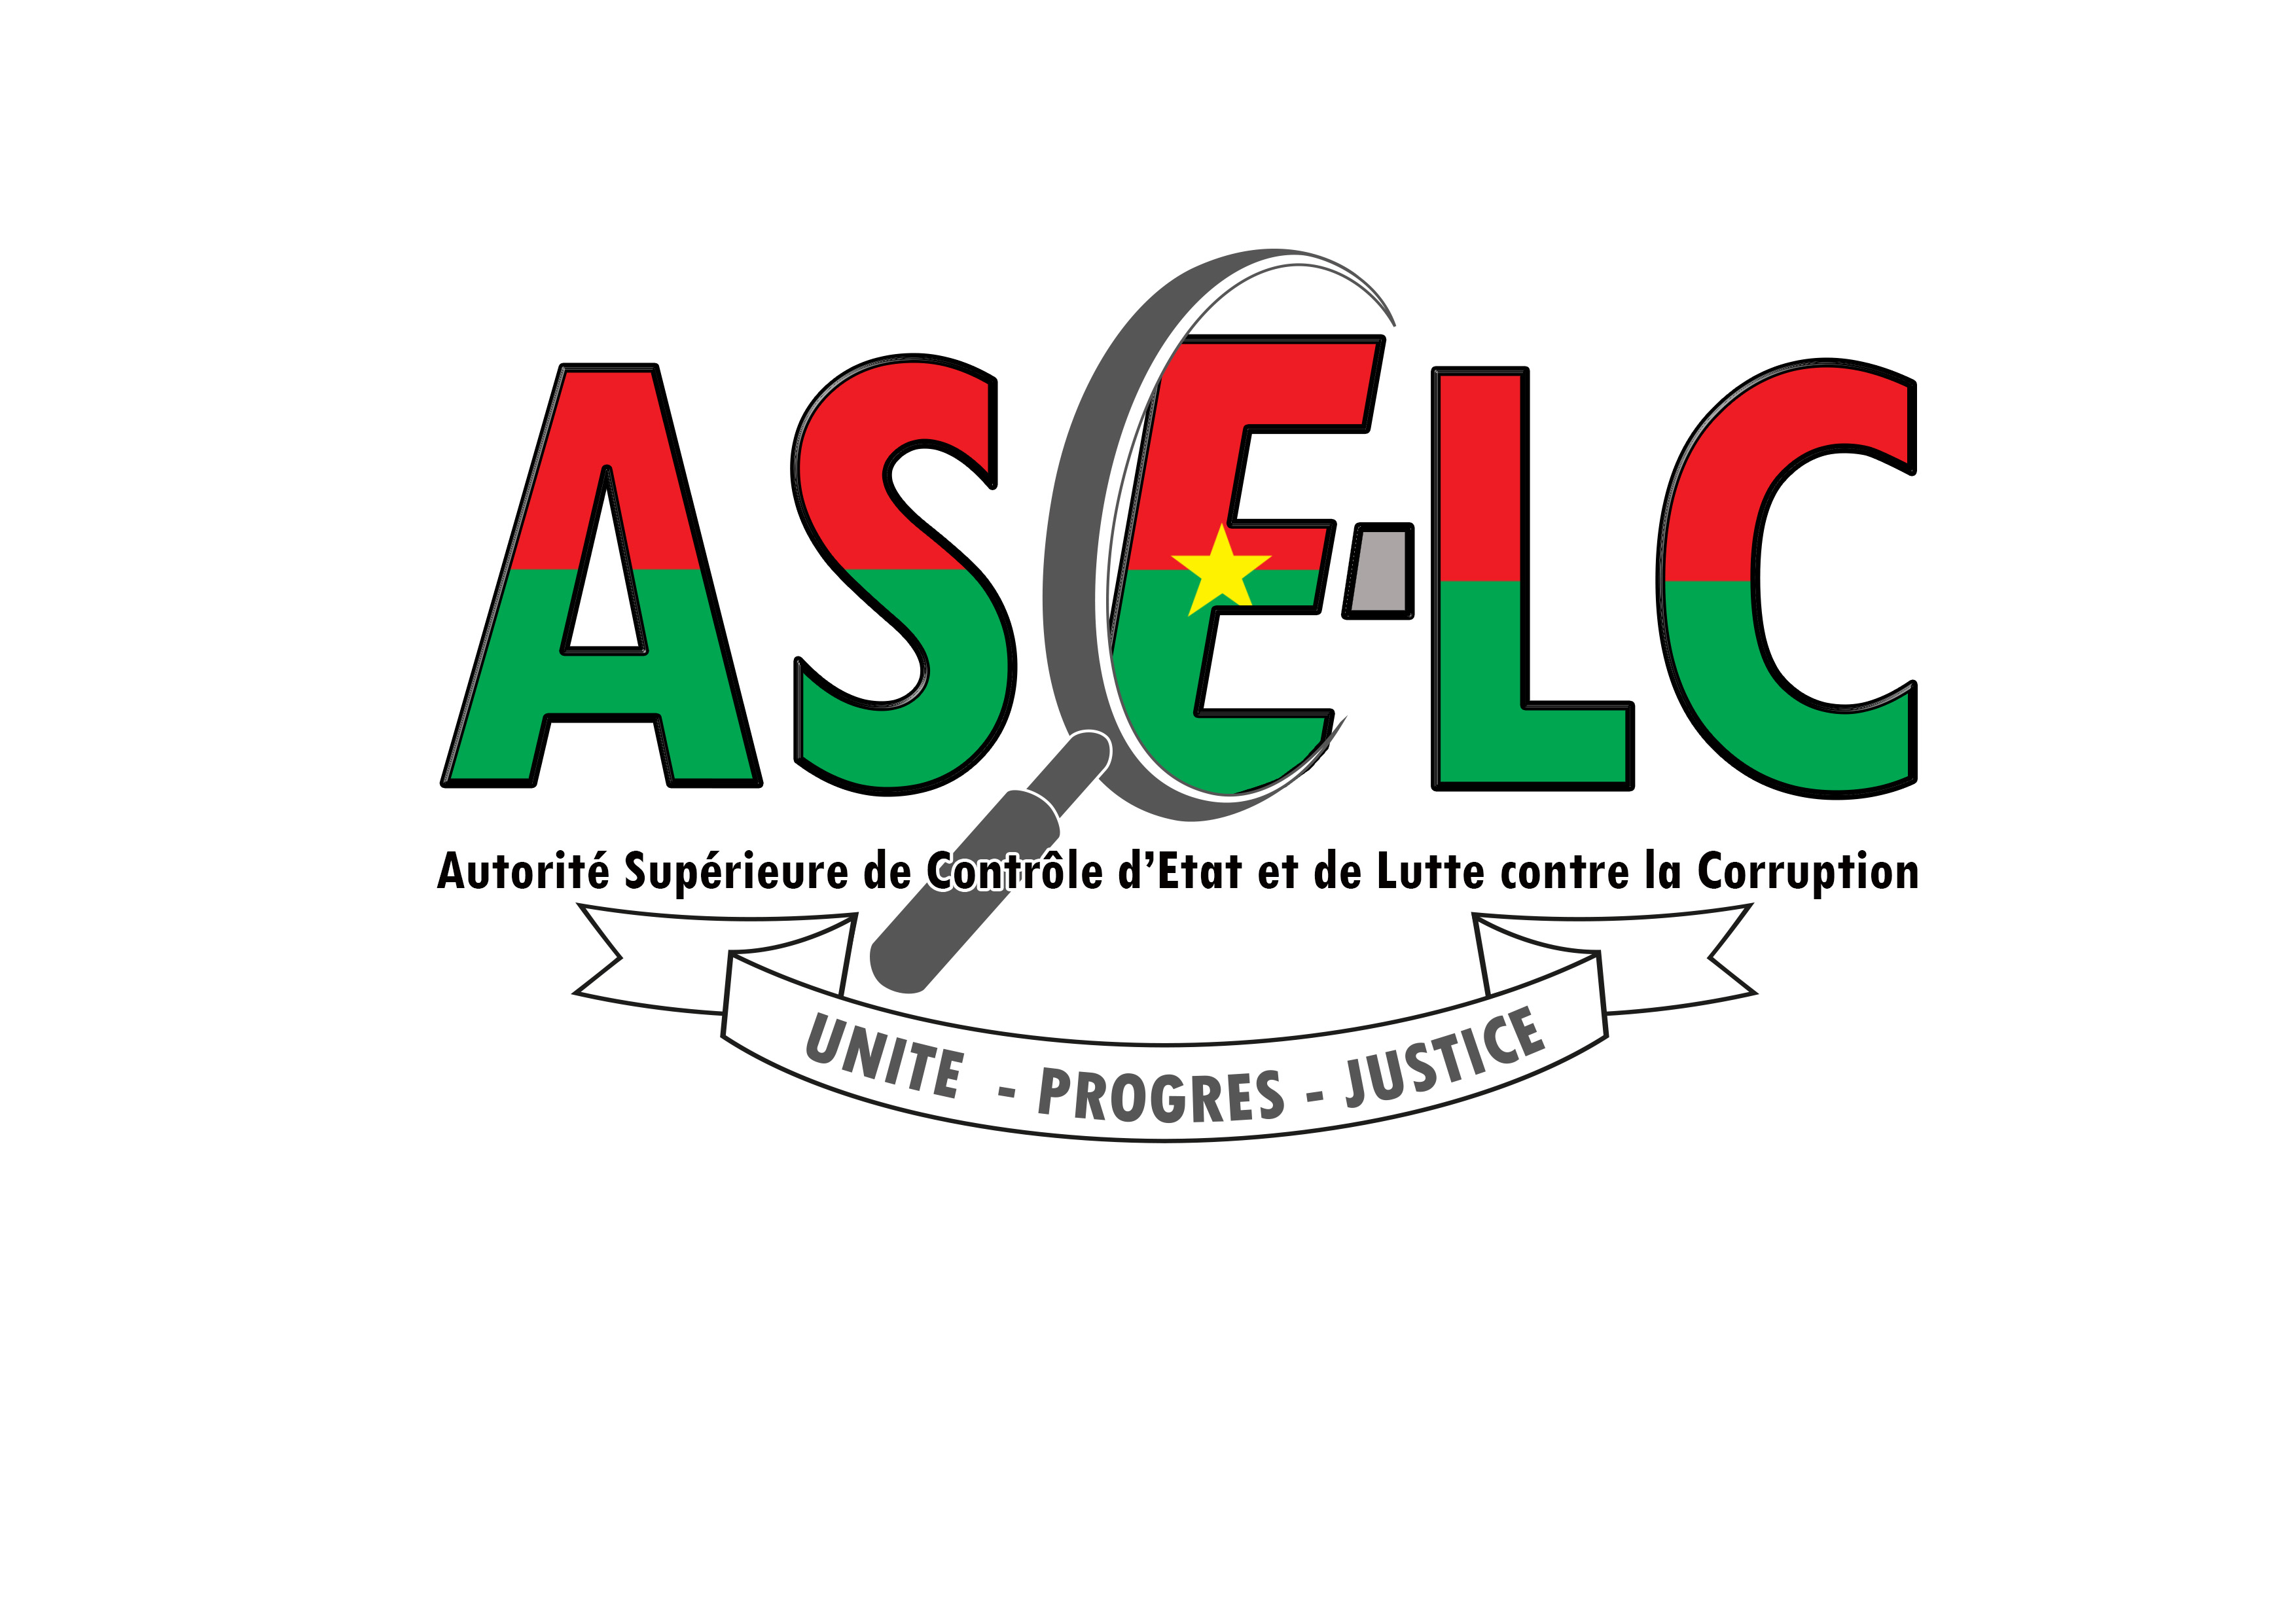 ASCE-LC
Autorité Supérieure de Contrôle d’Etat et de Lutte contre la Corruption
UNITE - PROGRES - JUSTICE